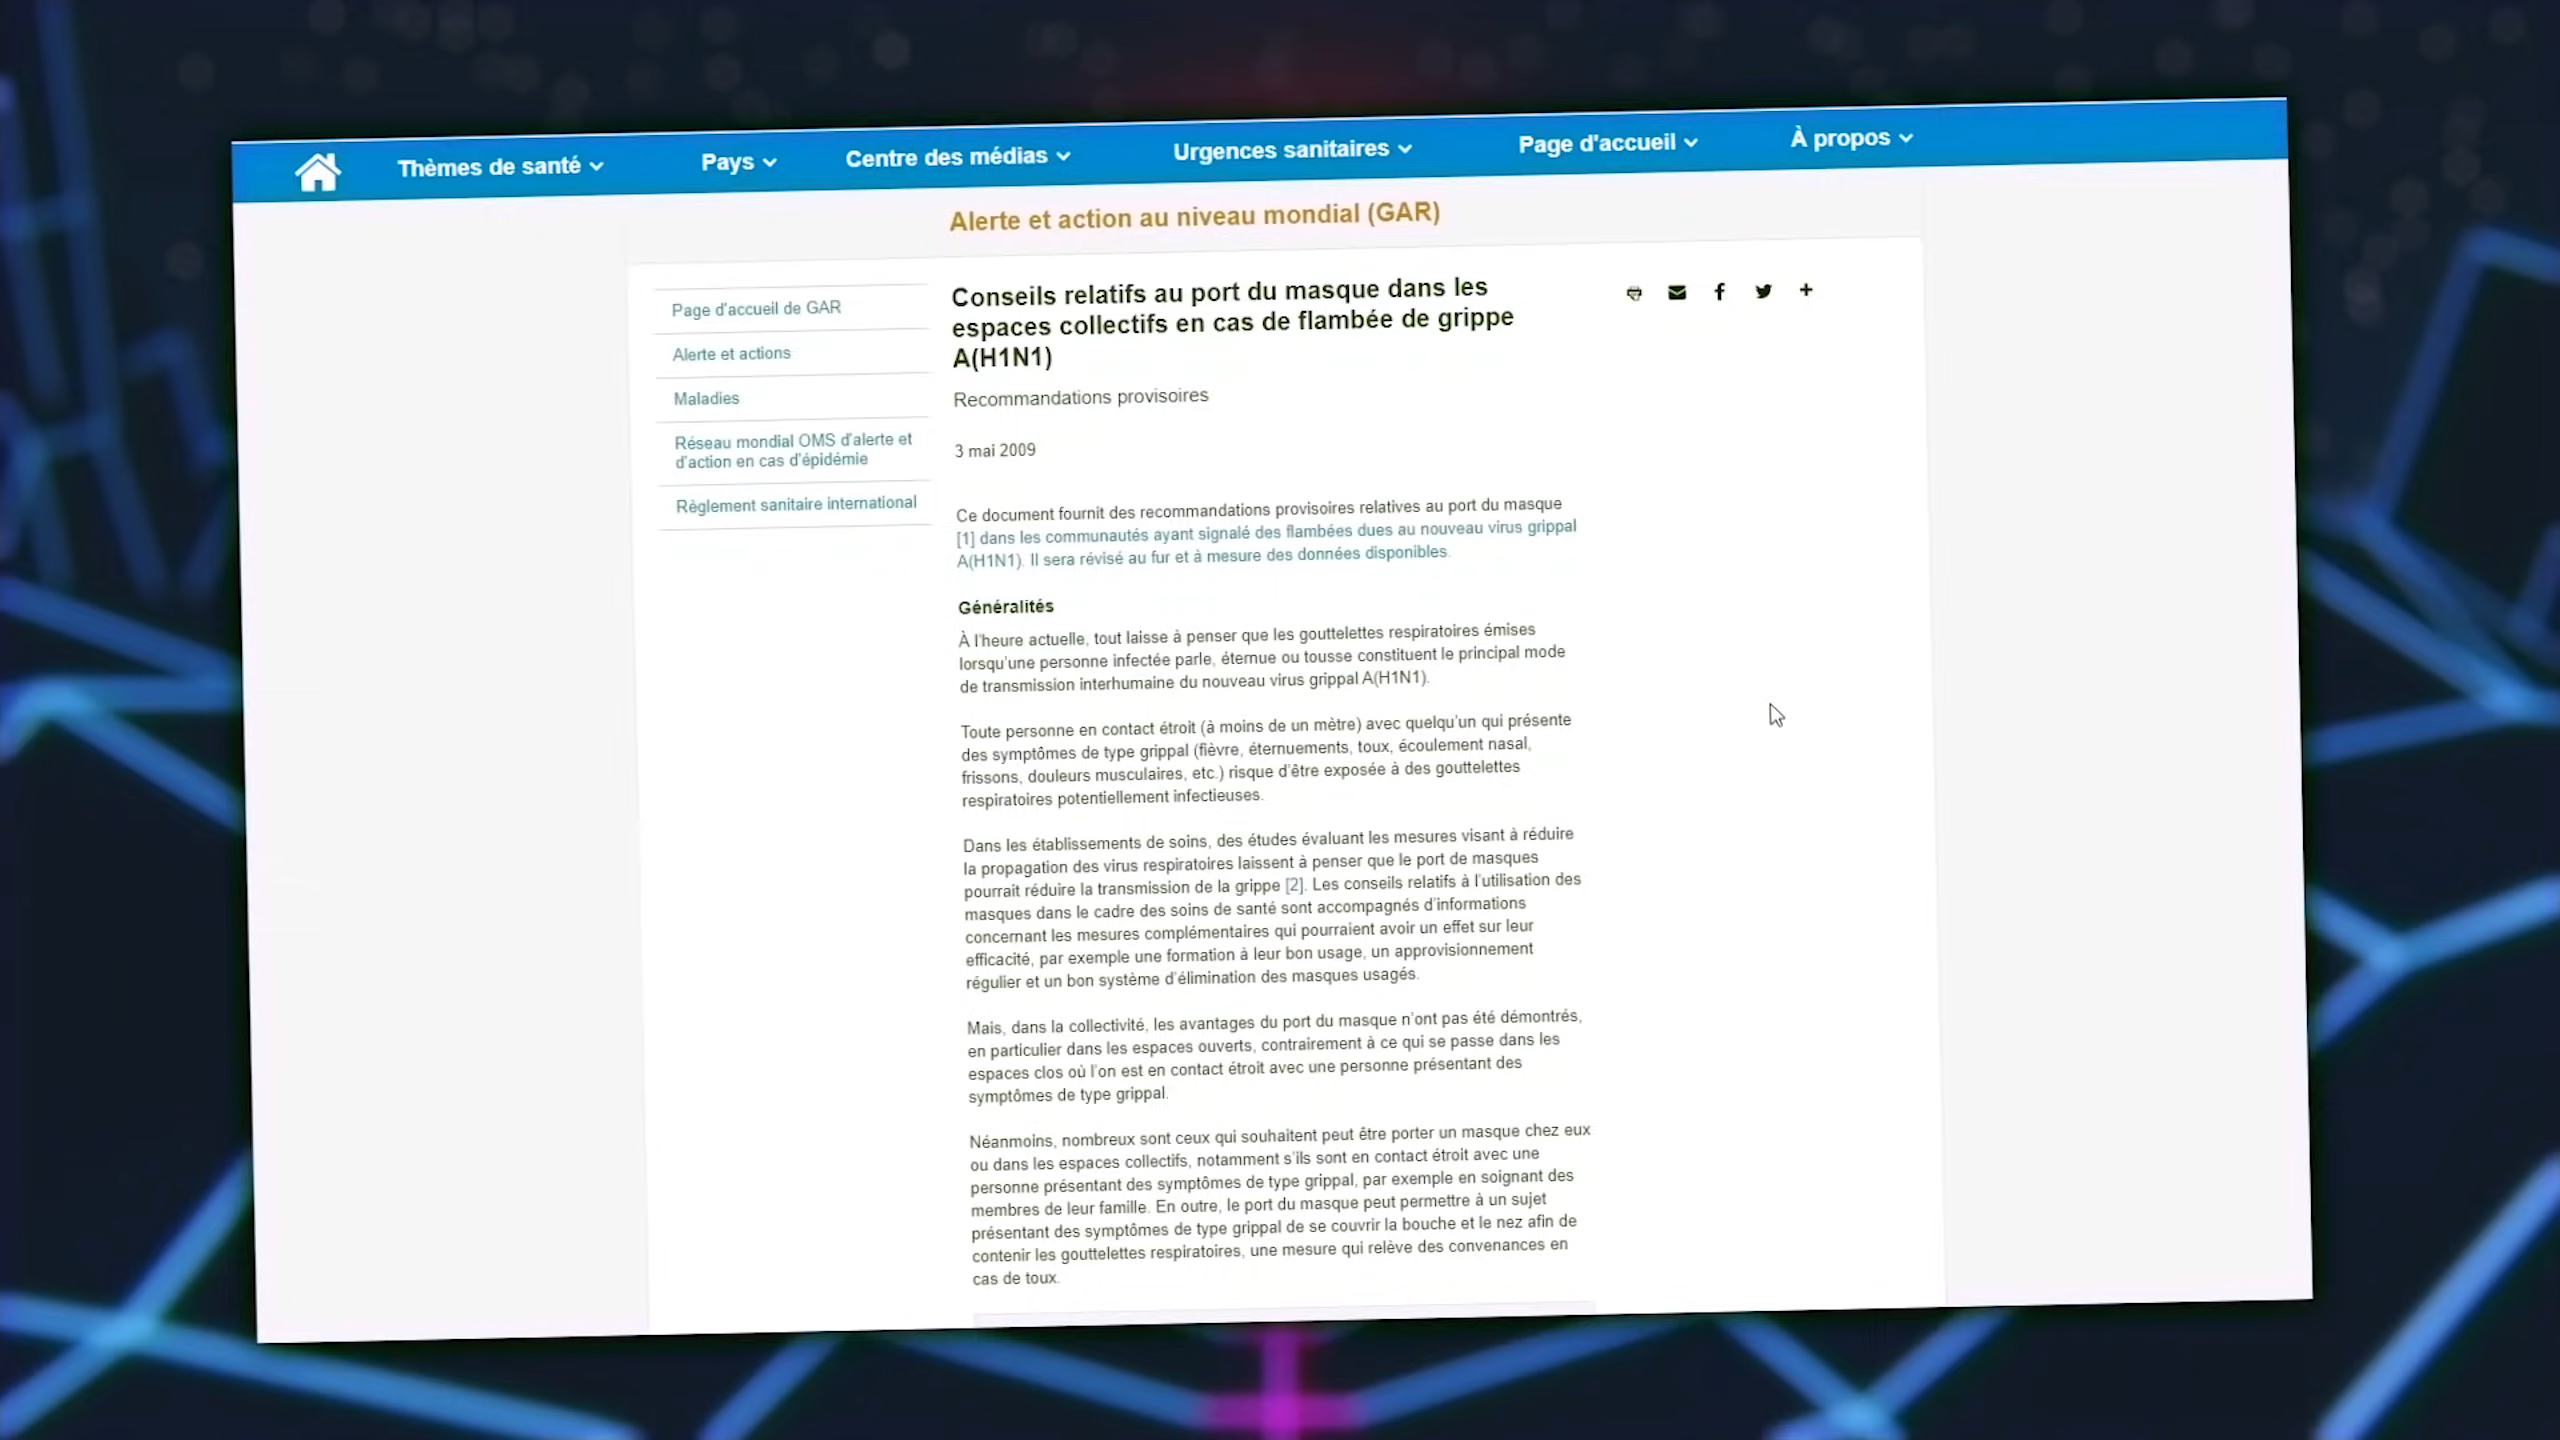 Thèmes de santé
Pays
Centre des médias
Urgences sanitaires
Page d'accueil
À propos
Alerte et action au niveau mondial (GAR)
Page d'accueil de GAR
Alerte et actions
Maladies
Réseau mondial OMS d'alerte et
d'action en cas d'épidémie
Règlement sanitaire international
Conseils relatifs au port du masque dans les
espaces collectifs en cas de flambée de grippe
A(H1N1)
Recommandations provisoires
3 mai 2009
Ce document fournit des recommandations provisoires relatives au port du masque
[1] dans les communautés ayant signalé des flambées dues au nouveau virus grippal
A(H1N1). Il sera révisé au fur et à mesure des données disponibles.
Généralités
À l'heure actuelle, tout laisse à penser que les gouttelettes respiratoires émises
lorsqu'une personne infectée parle, éternue ou tousse constituent le principal mode
de transmission interhumaine du nouveau virus grippal A(H1N1).
Toute personne en contact étroit (à moins de un mètre) avec quelqu'un qui présente
des symptômes de type grippal (fièvre, éternuements, toux, écoulement nasal,
frissons, douleurs musculaires, etc.) risque d'être exposée à des gouttelettes
respiratoires potentiellement infectieuses.
Dans les établissements de soins, des études évaluant les mesures visant à réduire
la propagation des virus respiratoires laissent à penser que le port de masques
pourrait réduire la transmission de la grippe [2]. Les conseils relatifs à l'utilisation des
masques dans le cadre des soins de santé sont accompagnés d'informations
concernant les mesures complémentaires qui pourraient avoir un effet sur leur
efficacité, par exemple une formation à leur bon usage, un approvisionnement
régulier et un bon système d'élimination des masques usagés.
Mais, dans la collectivité, les avantages du port du masque n'ont pas été démontrés,
en particulier dans les espaces ouverts, contrairement à ce qui se passe dans les
espaces clos où l'on est en contact étroit avec une personne présentant des
symptômes de type grippal.
Néanmoins, nombreux sont ceux qui souhaitent peut être porter un masque chez eux
ou dans les espaces collectifs, notamment s'ils sont en contact étroit avec une
personne présentant des symptômes de type grippal, par exemple en soignant des
membres de leur famille. En outre, le port du masque peut permettre à un sujet
présentant des symptômes de type grippal de se couvrir la bouche et le nez afin de
contenir les gouttelettes respiratoires, une mesure qui relève des convenances en
cas de toux.